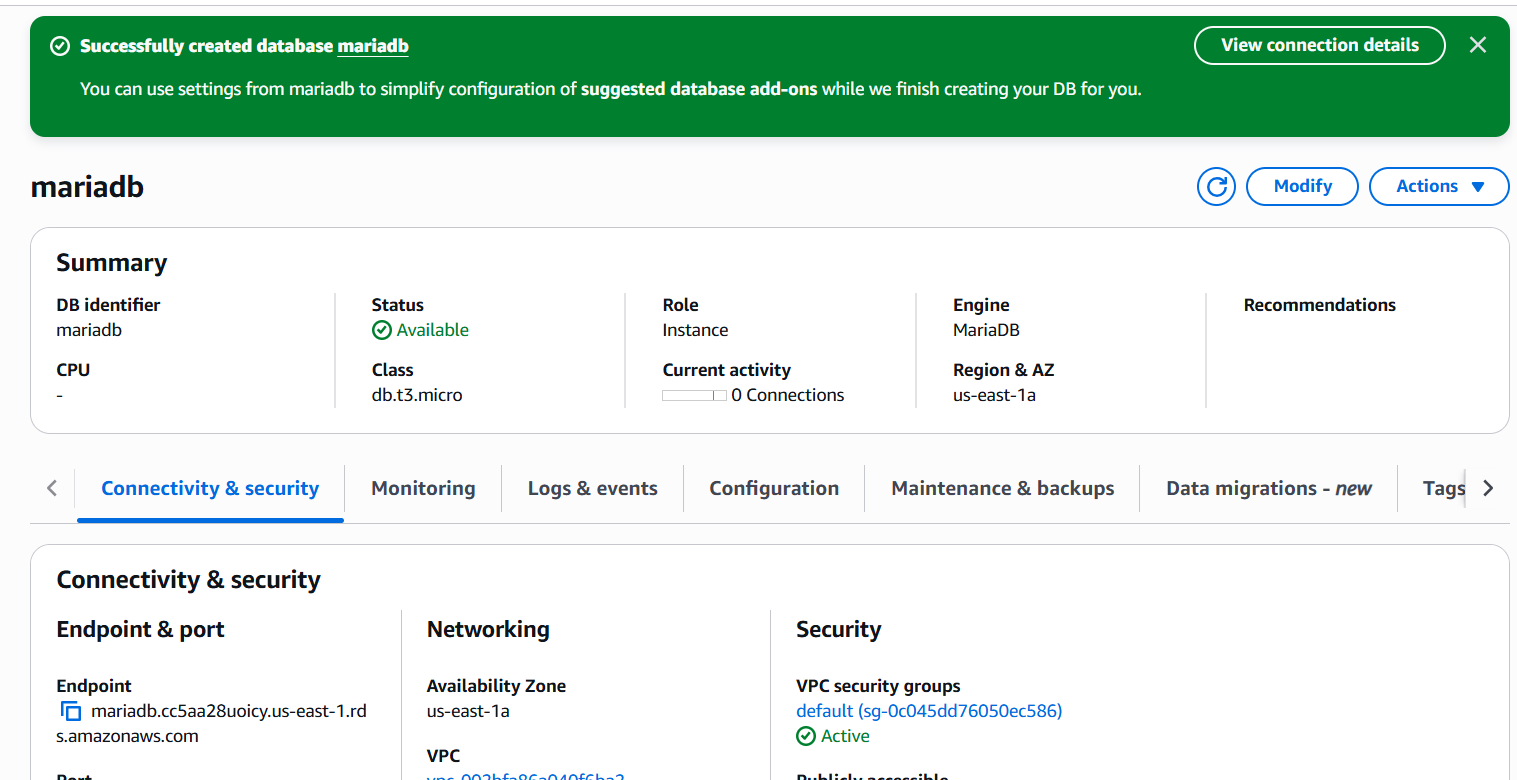 Successfully created database mariadb
View connection details
You can use settings from mariadb to simplify configuration of suggested database add-ons while we finish creating your DB for you.
mariadb
Modify
Actions
Summary
DB identifier
mariadb
Status
Available
Role
Instance
Engine
MariaDB
Recommendations
CPU
-
Class
db.t3.micro
Current activity
0 Connections
Region & AZ
us-east-1a
Connectivity & security
Monitoring
Logs & events
Configuration
Maintenance & backups
Data migrations - new
Tags
Connectivity & security
Endpoint & port
Endpoint
mariadb.cc5aa28uoicy.us-east-1.rd
s.amazonaws.com
Port
Networking
Availability Zone
us-east-1a
VPC
Security
VPC security groups
default (sg-0c045dd76050ec586)
Active
Publicly accessible